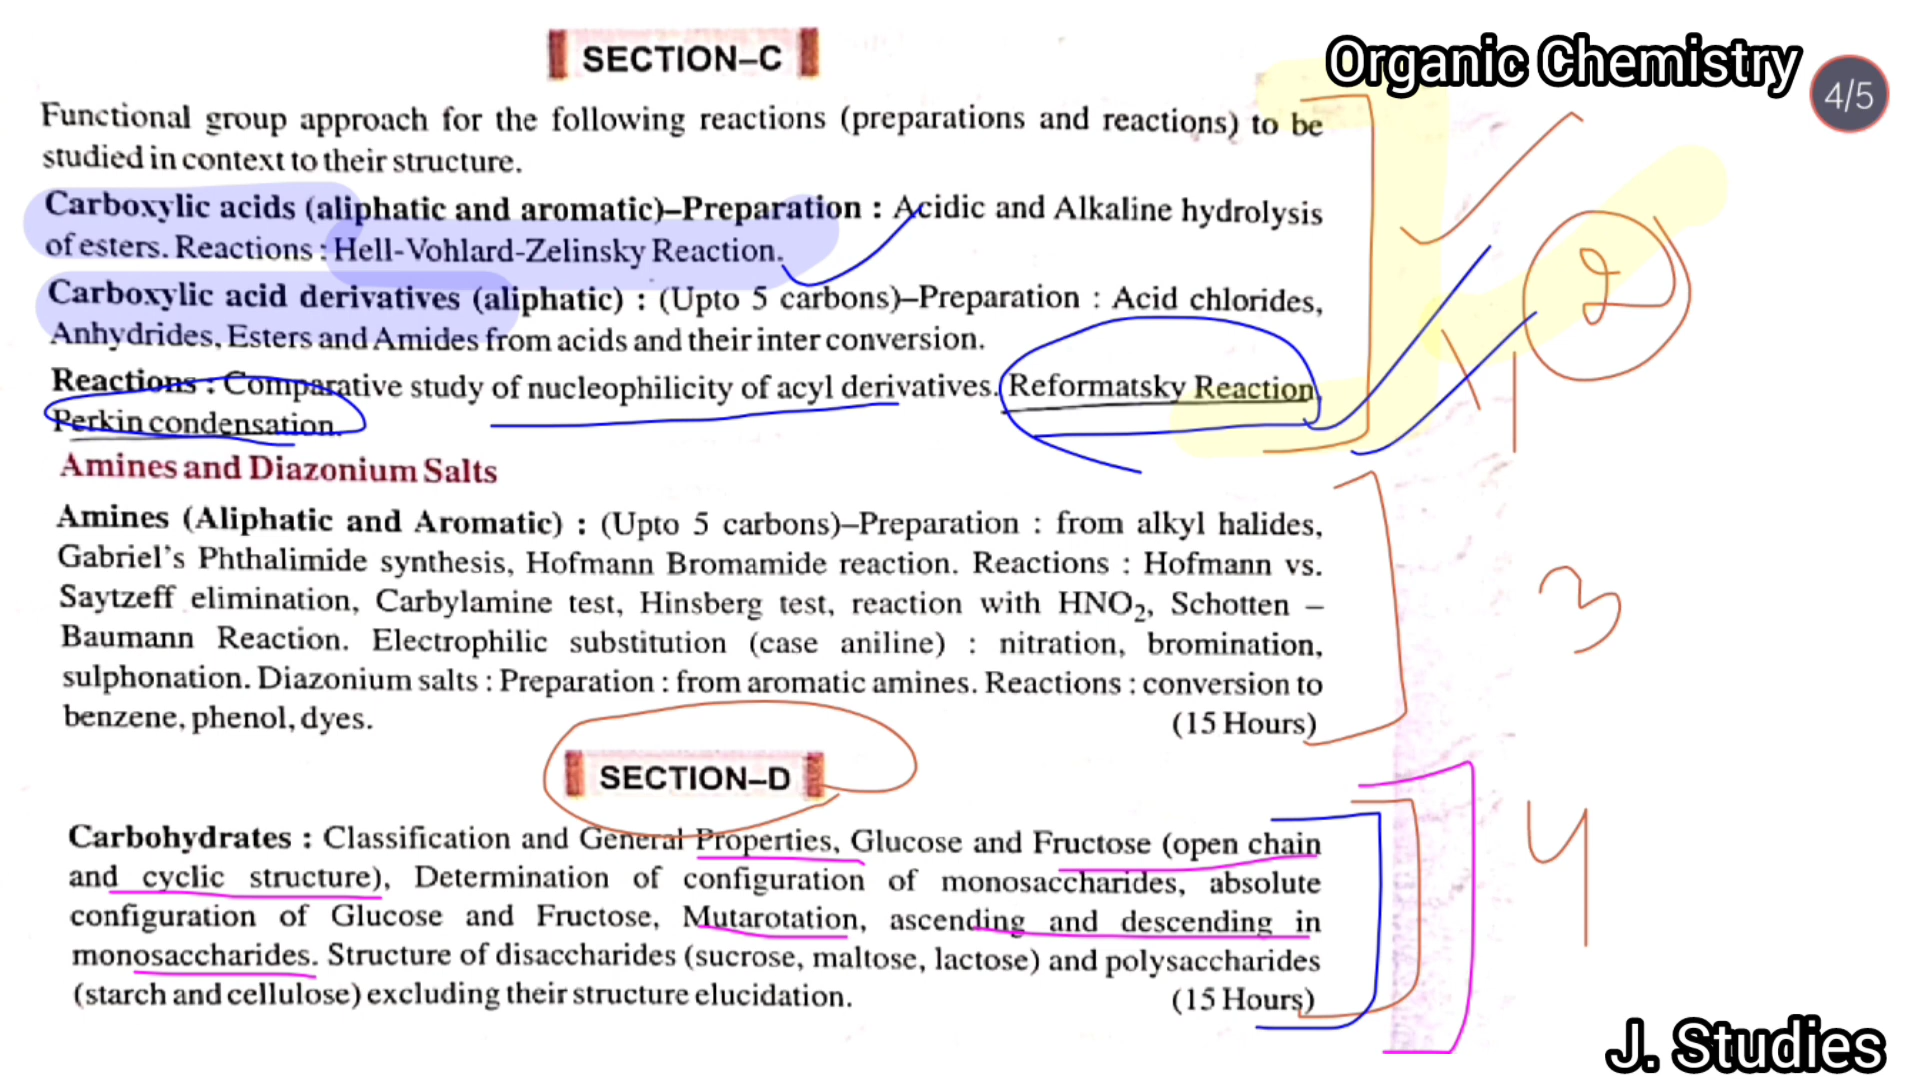 SECTION–C
Organic Chemistry
4/5
Functional group approach for the following reactions (preparations and reactions) to be
studied in context to their structure.
Carboxylic acids (aliphatic and aromatic)–Preparation : Acidic and Alkaline hydrolysis
of esters. Reactions : Hell-Vohlard-Zelinsky Reaction.
2
Carboxylic acid derivatives (aliphatic) : (Upto 5 carbons)–Preparation : Acid chlorides,
Anhydrides, Esters and Amides from acids and their inter conversion.
Reactions : Comparative study of nucleophilicity of acyl derivatives. Reformatsky Reaction,
Perkin condensation.
Amines and Diazonium Salts
Amines (Aliphatic and Aromatic) : (Upto 5 carbons)–Preparation : from alkyl halides,
Gabriel's Phthalimide synthesis, Hofmann Bromamide reaction. Reactions : Hofmann vs.
Saytzeff elimination, Carbylamine test, Hinsberg test, reaction with HNO₂, Schotten –
3
Baumann Reaction. Electrophilic substitution (case aniline) : nitration, bromination,
sulphonation. Diazonium salts : Preparation : from aromatic amines. Reactions : conversion to
benzene, phenol, dyes. (15 Hours)
SECTION–D
Carbohydrates : Classification and General Properties, Glucose and Fructose (open chain
and cyclic structure), Determination of configuration of monosaccharides, absolute
4
configuration of Glucose and Fructose, Mutarotation, ascending and descending in
monosaccharides. Structure of disaccharides (sucrose, maltose, lactose) and polysaccharides
(starch and cellulose) excluding their structure elucidation. (15 Hours)
J. Studies